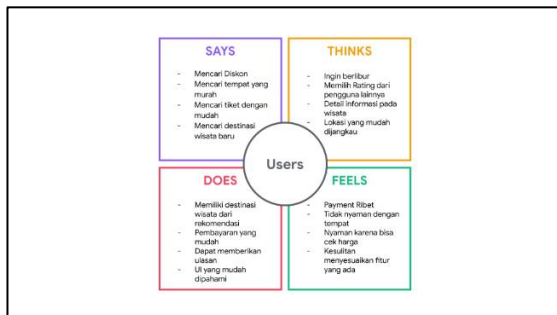 SAYS
- Mencari Diskon
- Mencari tempat yang
murah
- Mencari tiket dengan
mudah
- Mencari destinasi
wisata baru
THINKS
- Ingin berlibur
- Memilih Rating dari
pengguna lainnya
- Detail informasi pada
wisata
- Lokasi yang mudah
dijangkau
Users
DOES
- Memiliki destinasi
wisata dari
rekomendasi
- Pembayaran yang
mudah
- Dapat memberikan
ulasan
- UI yang mudah
dipahami
FEELS
- Payment Ribet
- Tidak nyaman dengan
tempat
- Nyaman karena bisa
cek harga
- Kesulitan
menyesuaikan fitur
yang ada